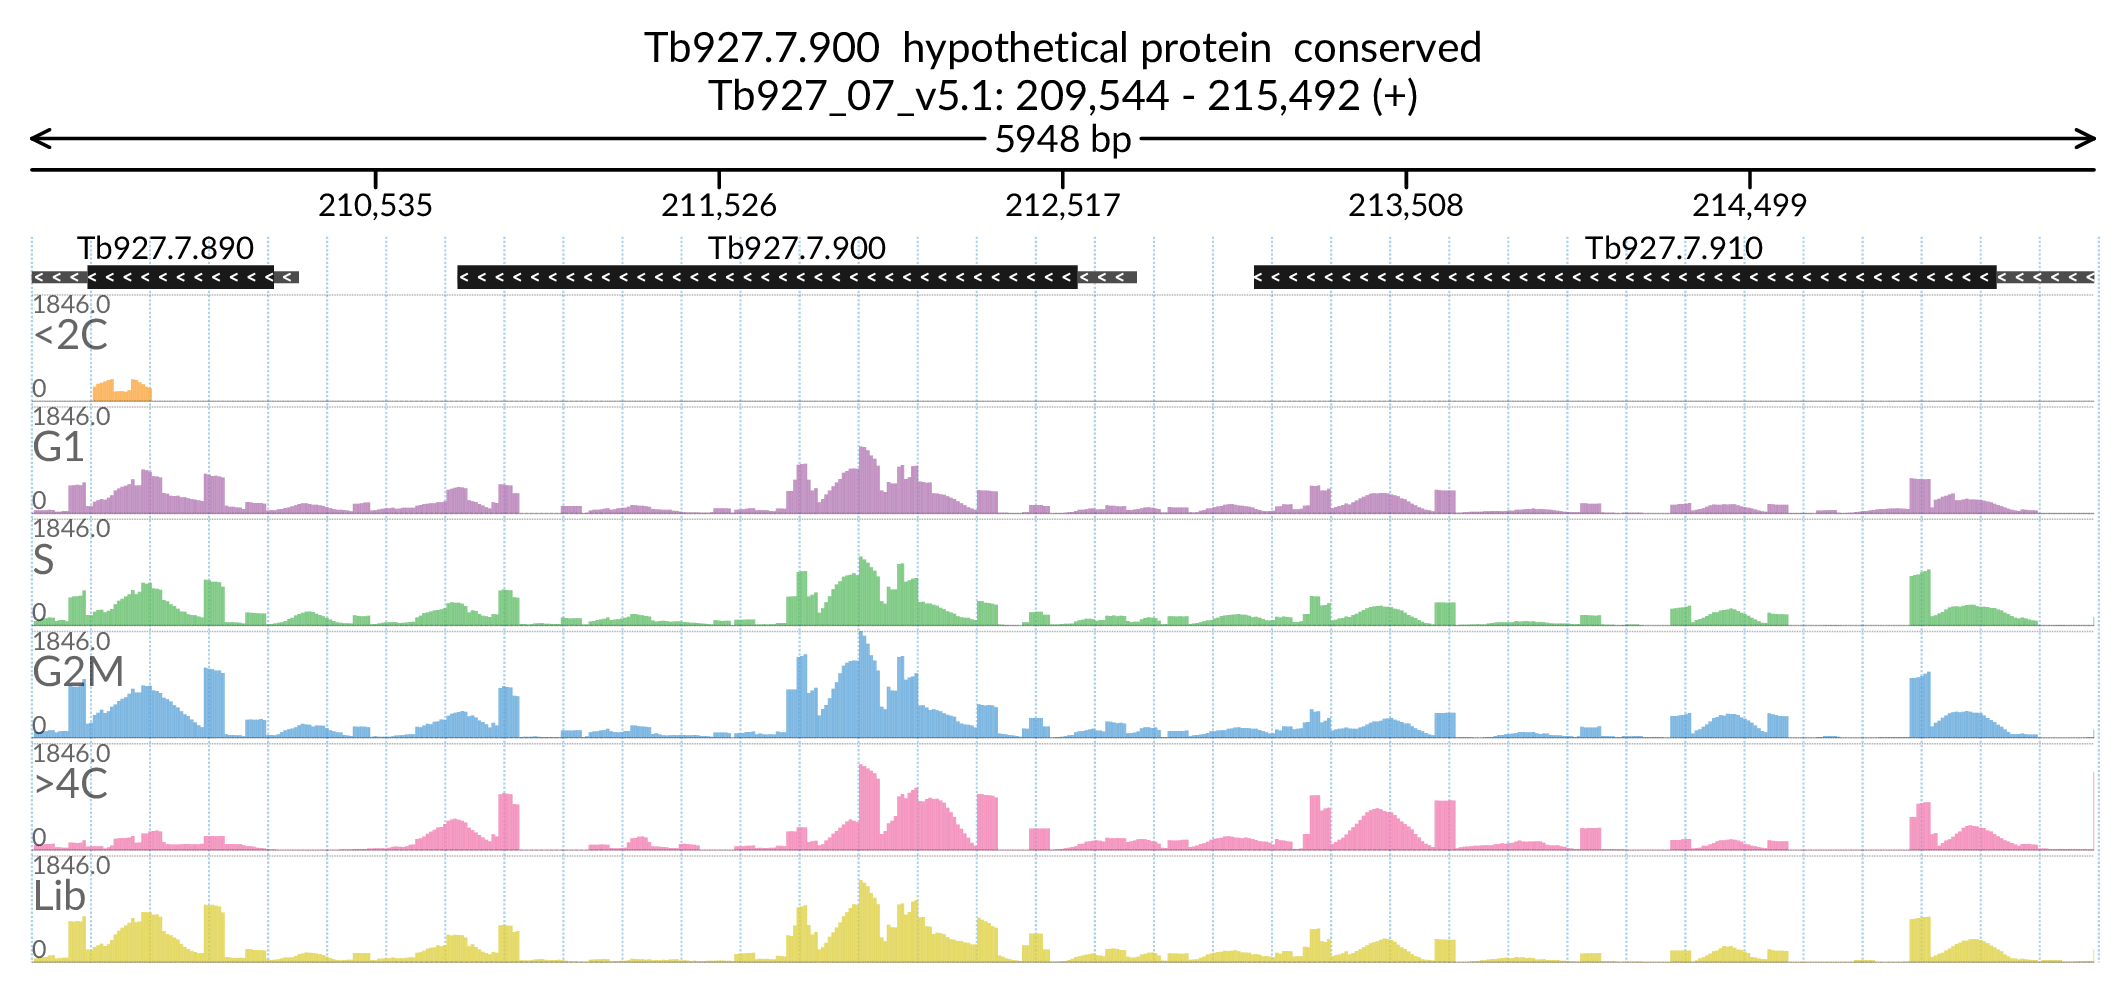 Tb927.7.900 hypothetical protein conserved
Tb927_07_v5.1: 209,544 - 215,492 (+)
5948 bp
210,535 211,526 212,517 213,508 214,499
Tb927.7.890 Tb927.7.900 Tb927.7.910
1846.0
<2C
0
1846.0
G1
0
1846.0
S
0
1846.0
G2M
0
1846.0
>4C
0
1846.0
Lib
0